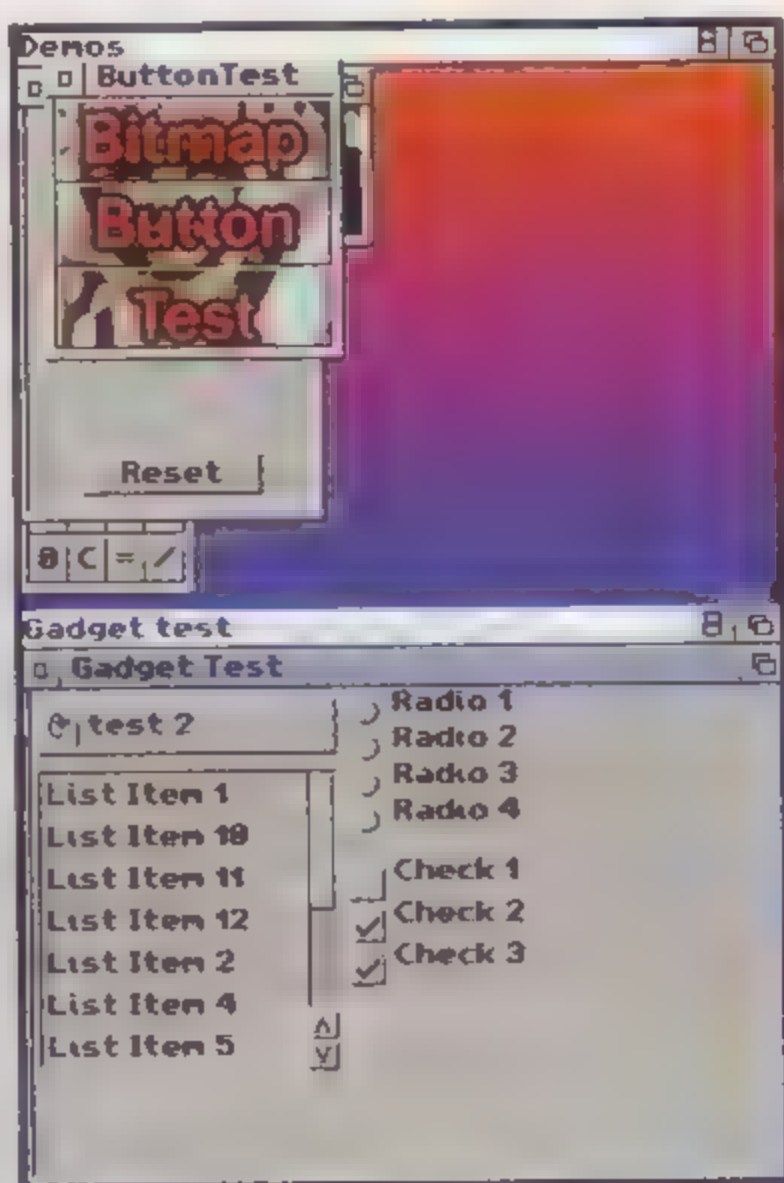 Demos
ButtonTest
Bitmap
Button
Test
Reset
0 C = /
Gadget test
Gadget Test
test 2
Radio 1
Radio 2
Radio 3
Radio 4
List Item 1
List Item 10
List Item 11
List Item 12
List Item 2
List Item 4
List Item 5
Check 1
Check 2
Check 3